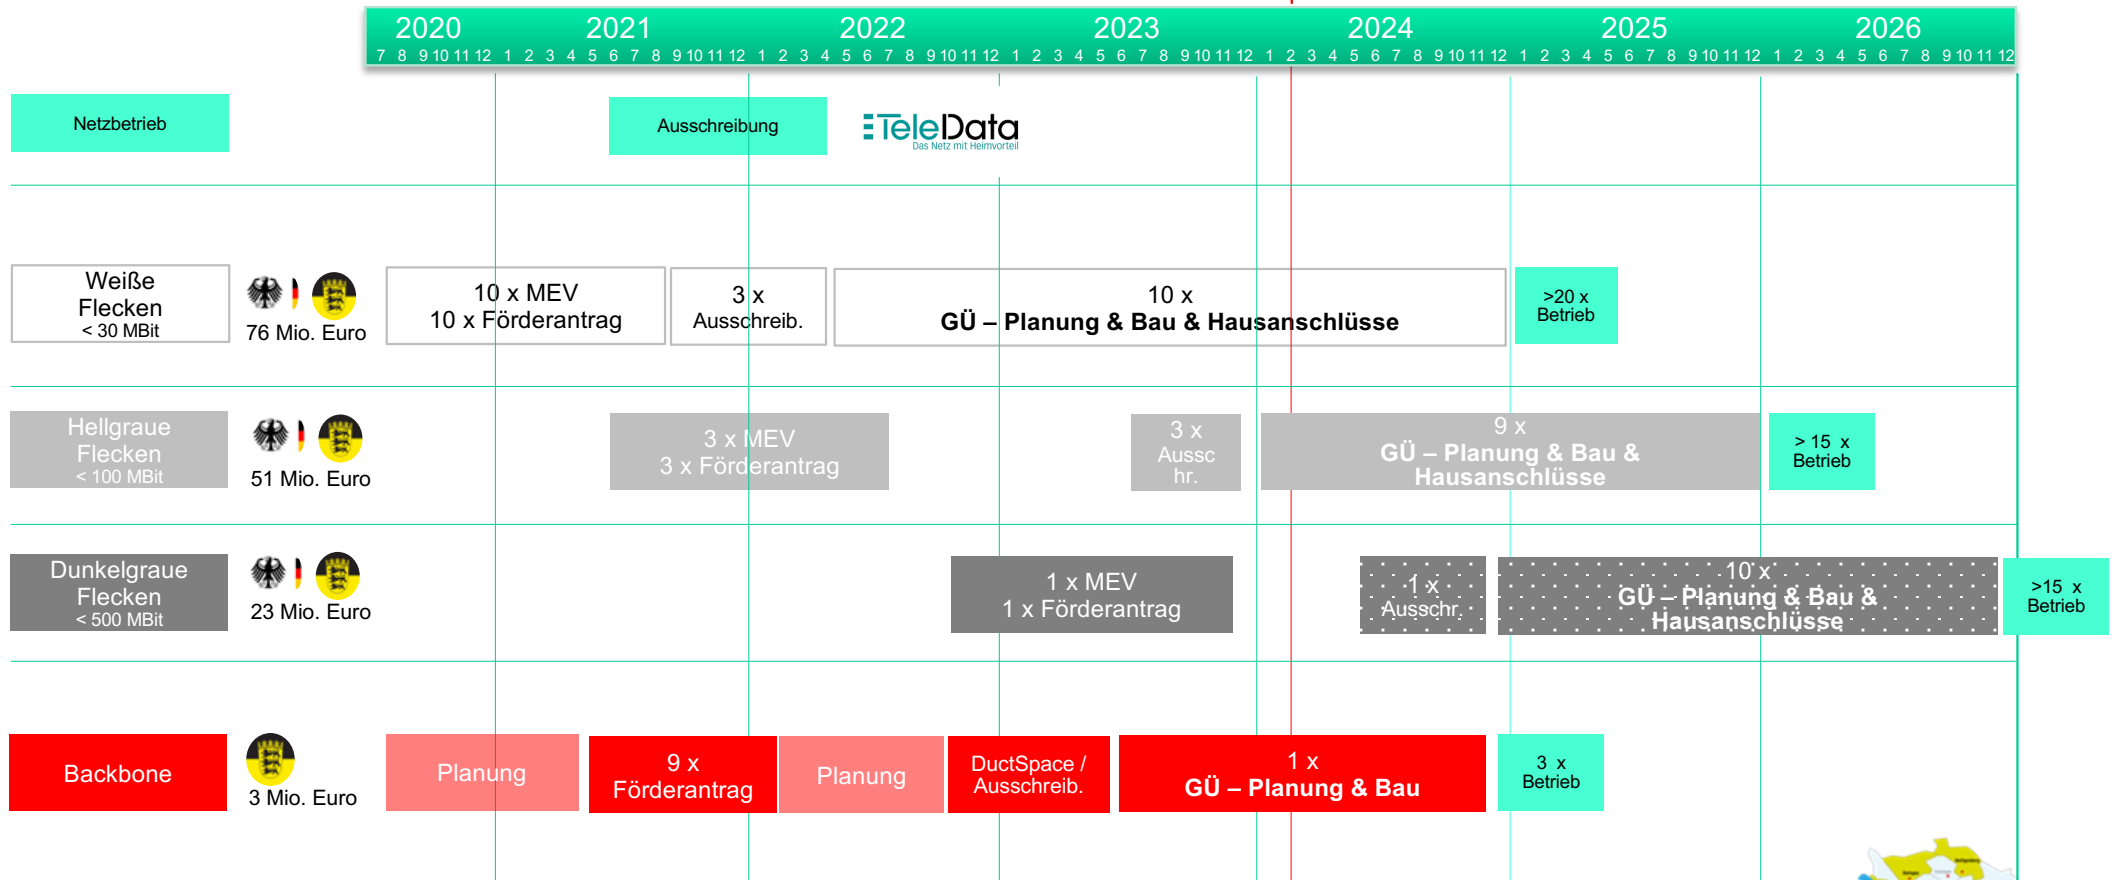 2020 2021 2022 2023 2024 2025 2026
7 8 9 10 11 12 1 2 3 4 5 6 7 8 9 10 11 12 1 2 3 4 5 6 7 8 9 10 11 12 1 2 3 4 5 6 7 8 9 10 11 12 1 2 3 4 5 6 7 8 9 10 11 12 1 2 3 4 5 6 7 8 9 10 11 12 1 2 3 4 5 6 7 8 9 10 11 12
Netzbetrieb
Ausschreibung
TeleData
Das Netz mit Heimvorteil
Weiße
Flecken
< 30 MBit
76 Mio. Euro
10 x MEV
10 x Förderantrag
3 x
Ausschreib.
10 x
GÜ – Planung & Bau & Hausanschlüsse
>20 x
Betrieb
Hellgraue
Flecken
< 100 MBit
51 Mio. Euro
3 x MEV
3 x Förderantrag
3 x
Aussc
hr.
9 x
GÜ – Planung & Bau &
Hausanschlüsse
> 15 x
Betrieb
Dunkelgraue
Flecken
< 500 MBit
23 Mio. Euro
1 x MEV
1 x Förderantrag
1 x
Ausschr.
10 x
GÜ – Planung & Bau &
Hausanschlüsse
>15 x
Betrieb
Backbone
3 Mio. Euro
Planung
9 x
Förderantrag
Planung
DuctSpace /
Ausschreib.
1 x
GÜ – Planung & Bau
3 x
Betrieb